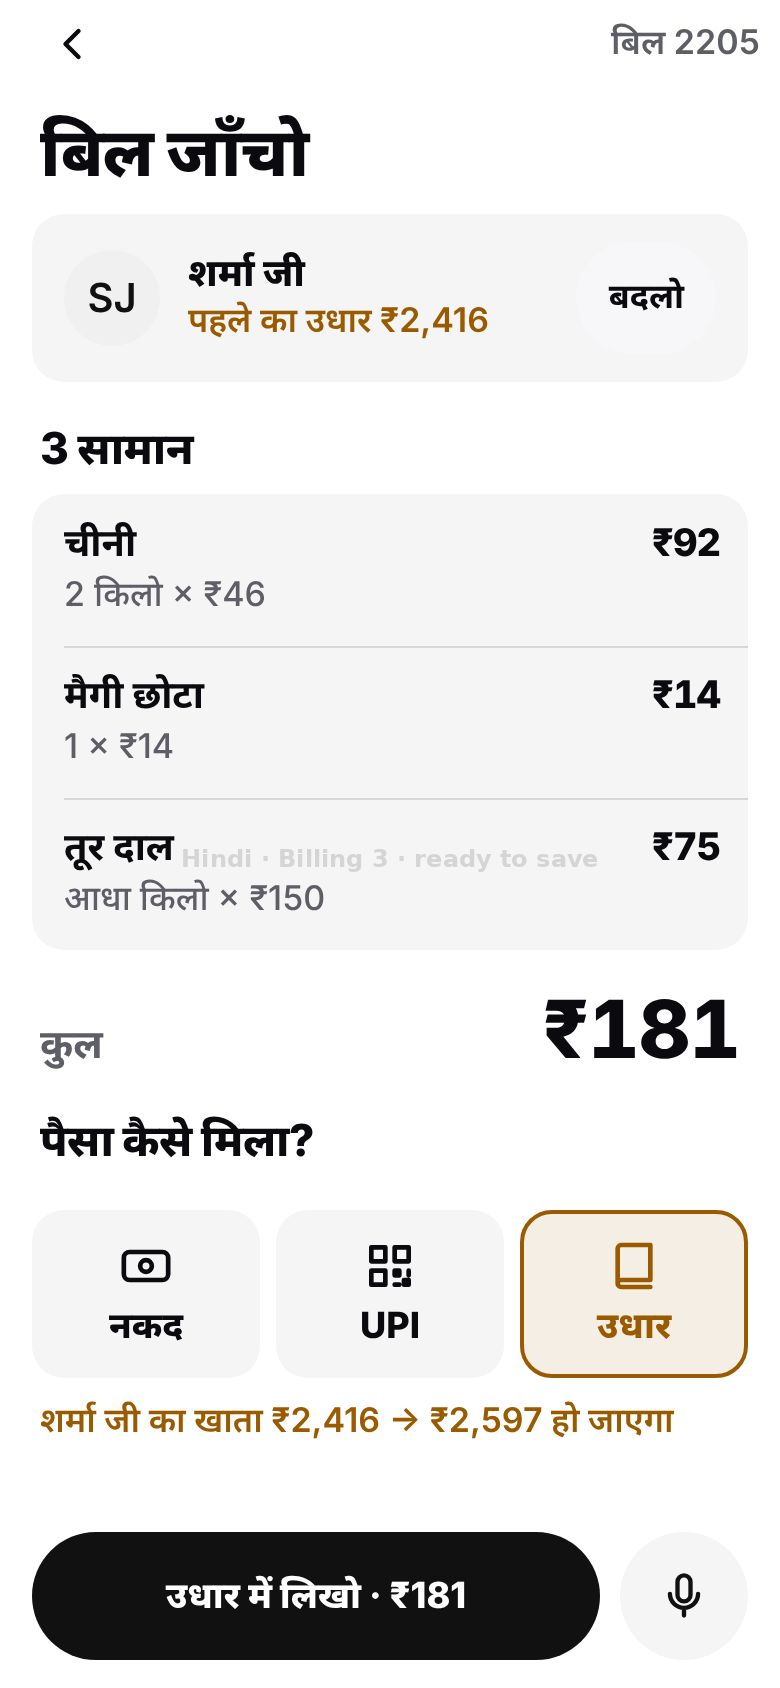 बिल 2205
बिल जाँचो
SJ
शर्मा जी
पहले का उधार ₹2,416
बदलो
3 सामान
चीनी ₹92
2 किलो × ₹46
मैगी छोटा ₹14
1 × ₹14
तूर दाल ₹75
Hindi · Billing 3 · ready to save
आधा किलो × ₹150
कुल ₹181
पैसा कैसे मिला?
नकद UPI उधार
शर्मा जी का खाता ₹2,416 → ₹2,597 हो जाएगा
उधार में लिखो · ₹181